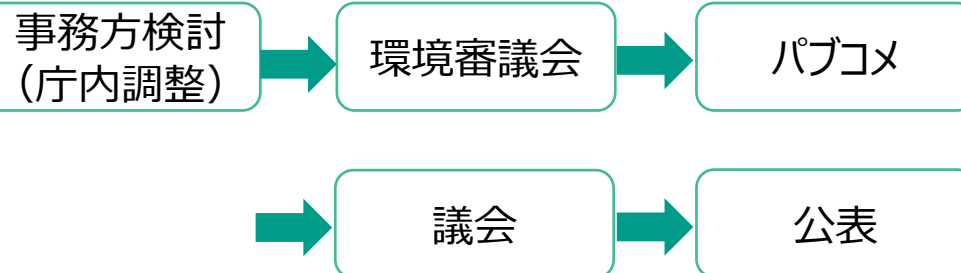 事務方検討
（庁内調整）
環境審議会
パブコメ
議会
公表